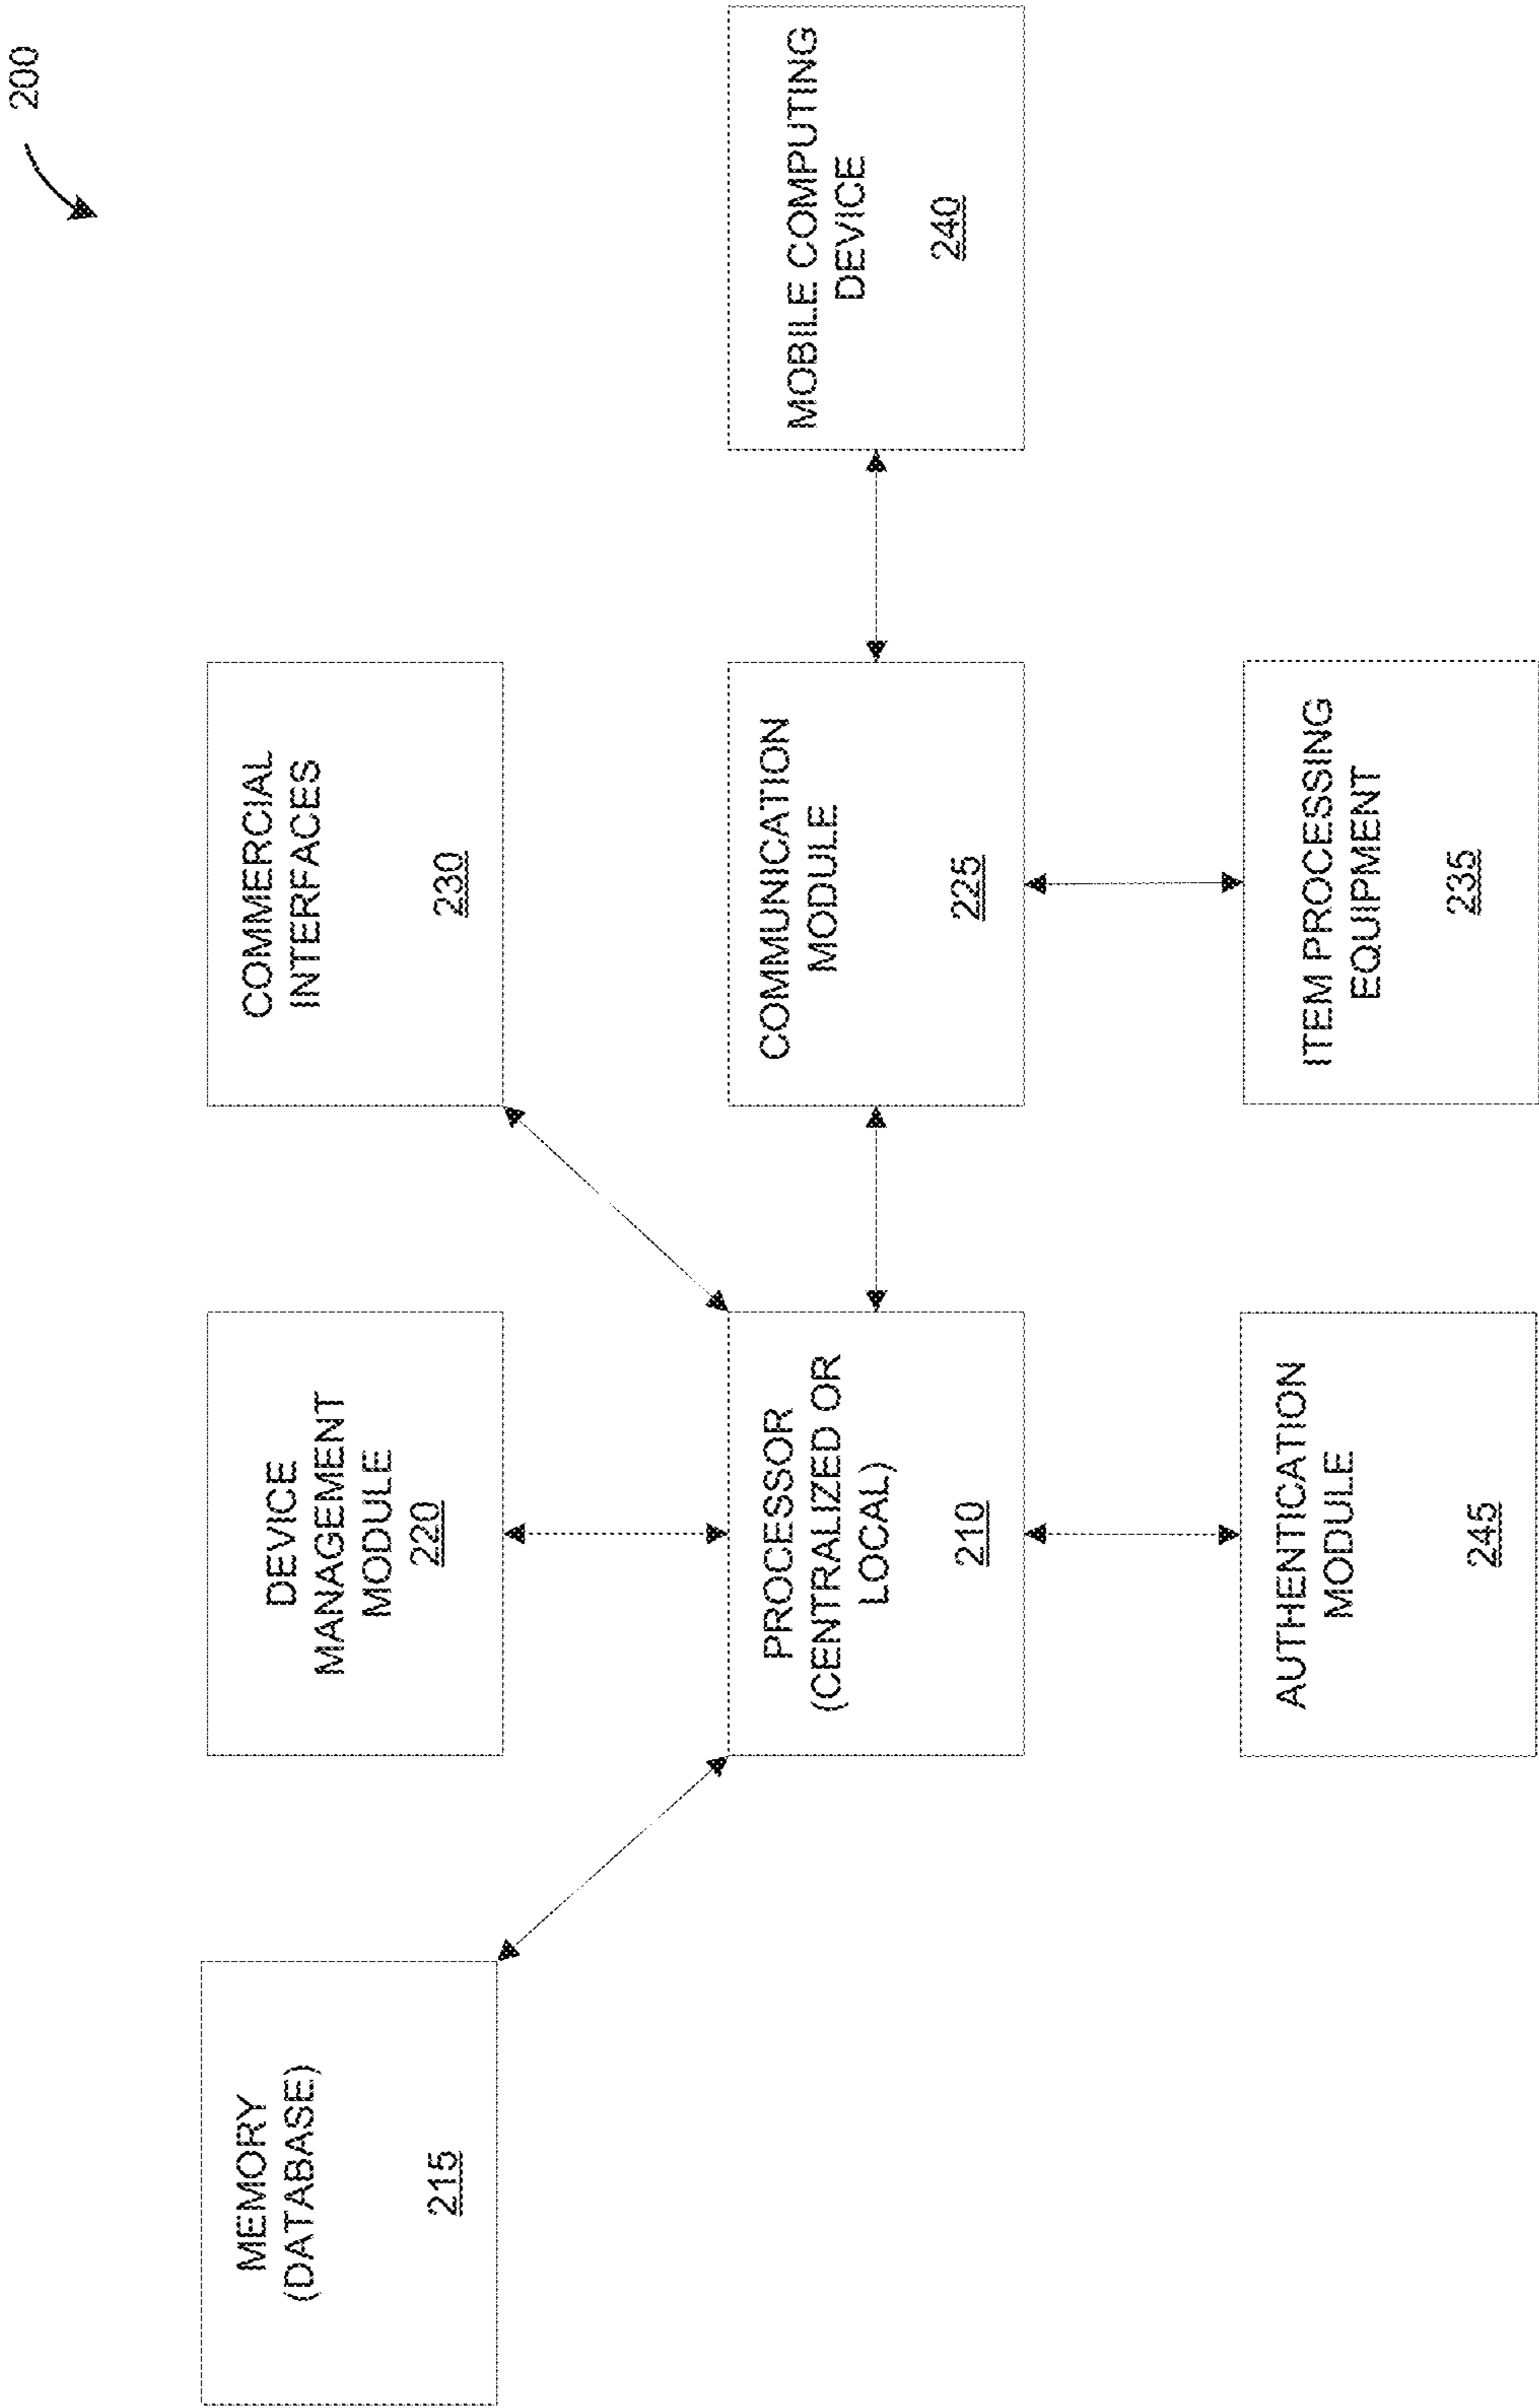 200
MEMORY
(DATABASE)
215
DEVICE
MANAGEMENT
MODULE
220
COMMERCIAL
INTERFACES
230
PROCESSOR
(CENTRALIZED OR
LOCAL)
210
COMMUNICATION
MODULE
225
MOBILE COMPUTING
DEVICE
240
AUTHENTICATION
MODULE
245
ITEM PROCESSING
EQUIPMENT
235